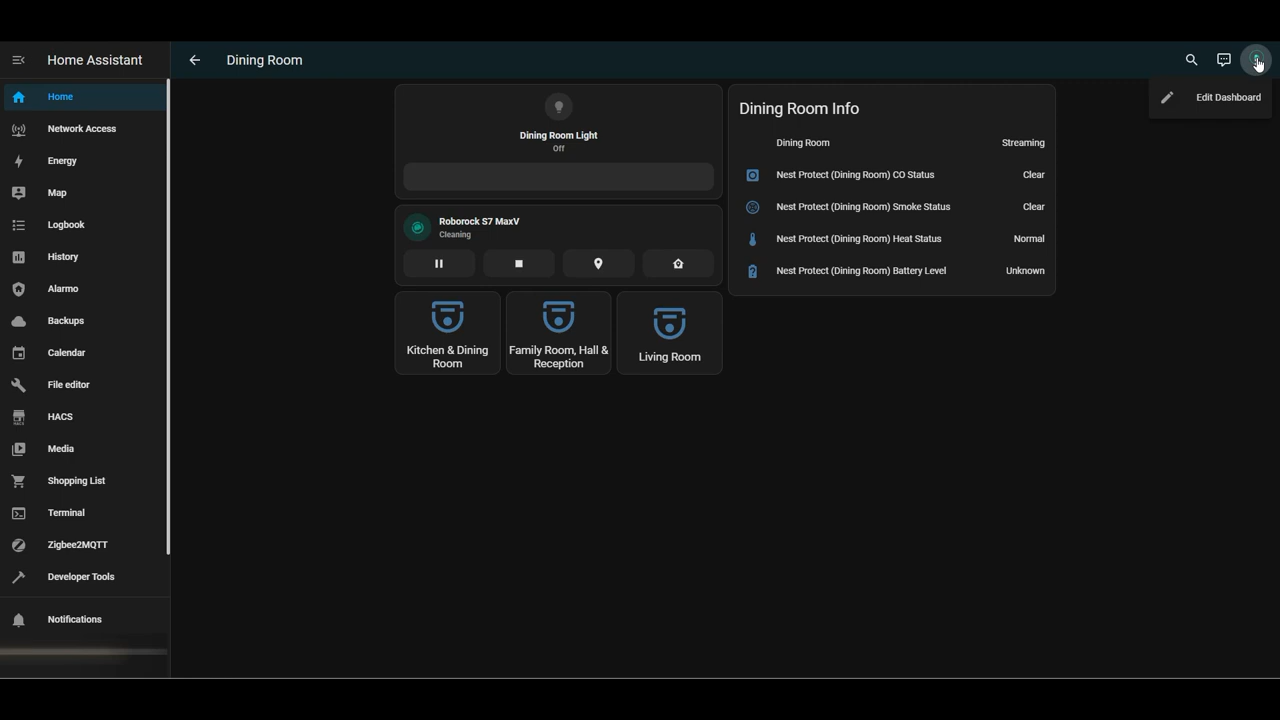 Home Assistant
Dining Room
Edit Dashboard
Home
Network Access
Energy
Map
Logbook
History
Alarmo
Backups
Calendar
File editor
HACS
HACS
Media
Shopping List
Terminal
Zigbee2MQTT
Developer Tools
Notifications
Dining Room Light
Off
Roborock S7 MaxV
Cleaning
Kitchen & Dining
Room
Family Room, Hall &
Reception
Living Room
Dining Room Info
Dining Room Streaming
Nest Protect (Dining Room) CO Status Clear
Nest Protect (Dining Room) Smoke Status Clear
Nest Protect (Dining Room) Heat Status Normal
Nest Protect (Dining Room) Battery Level Unknown